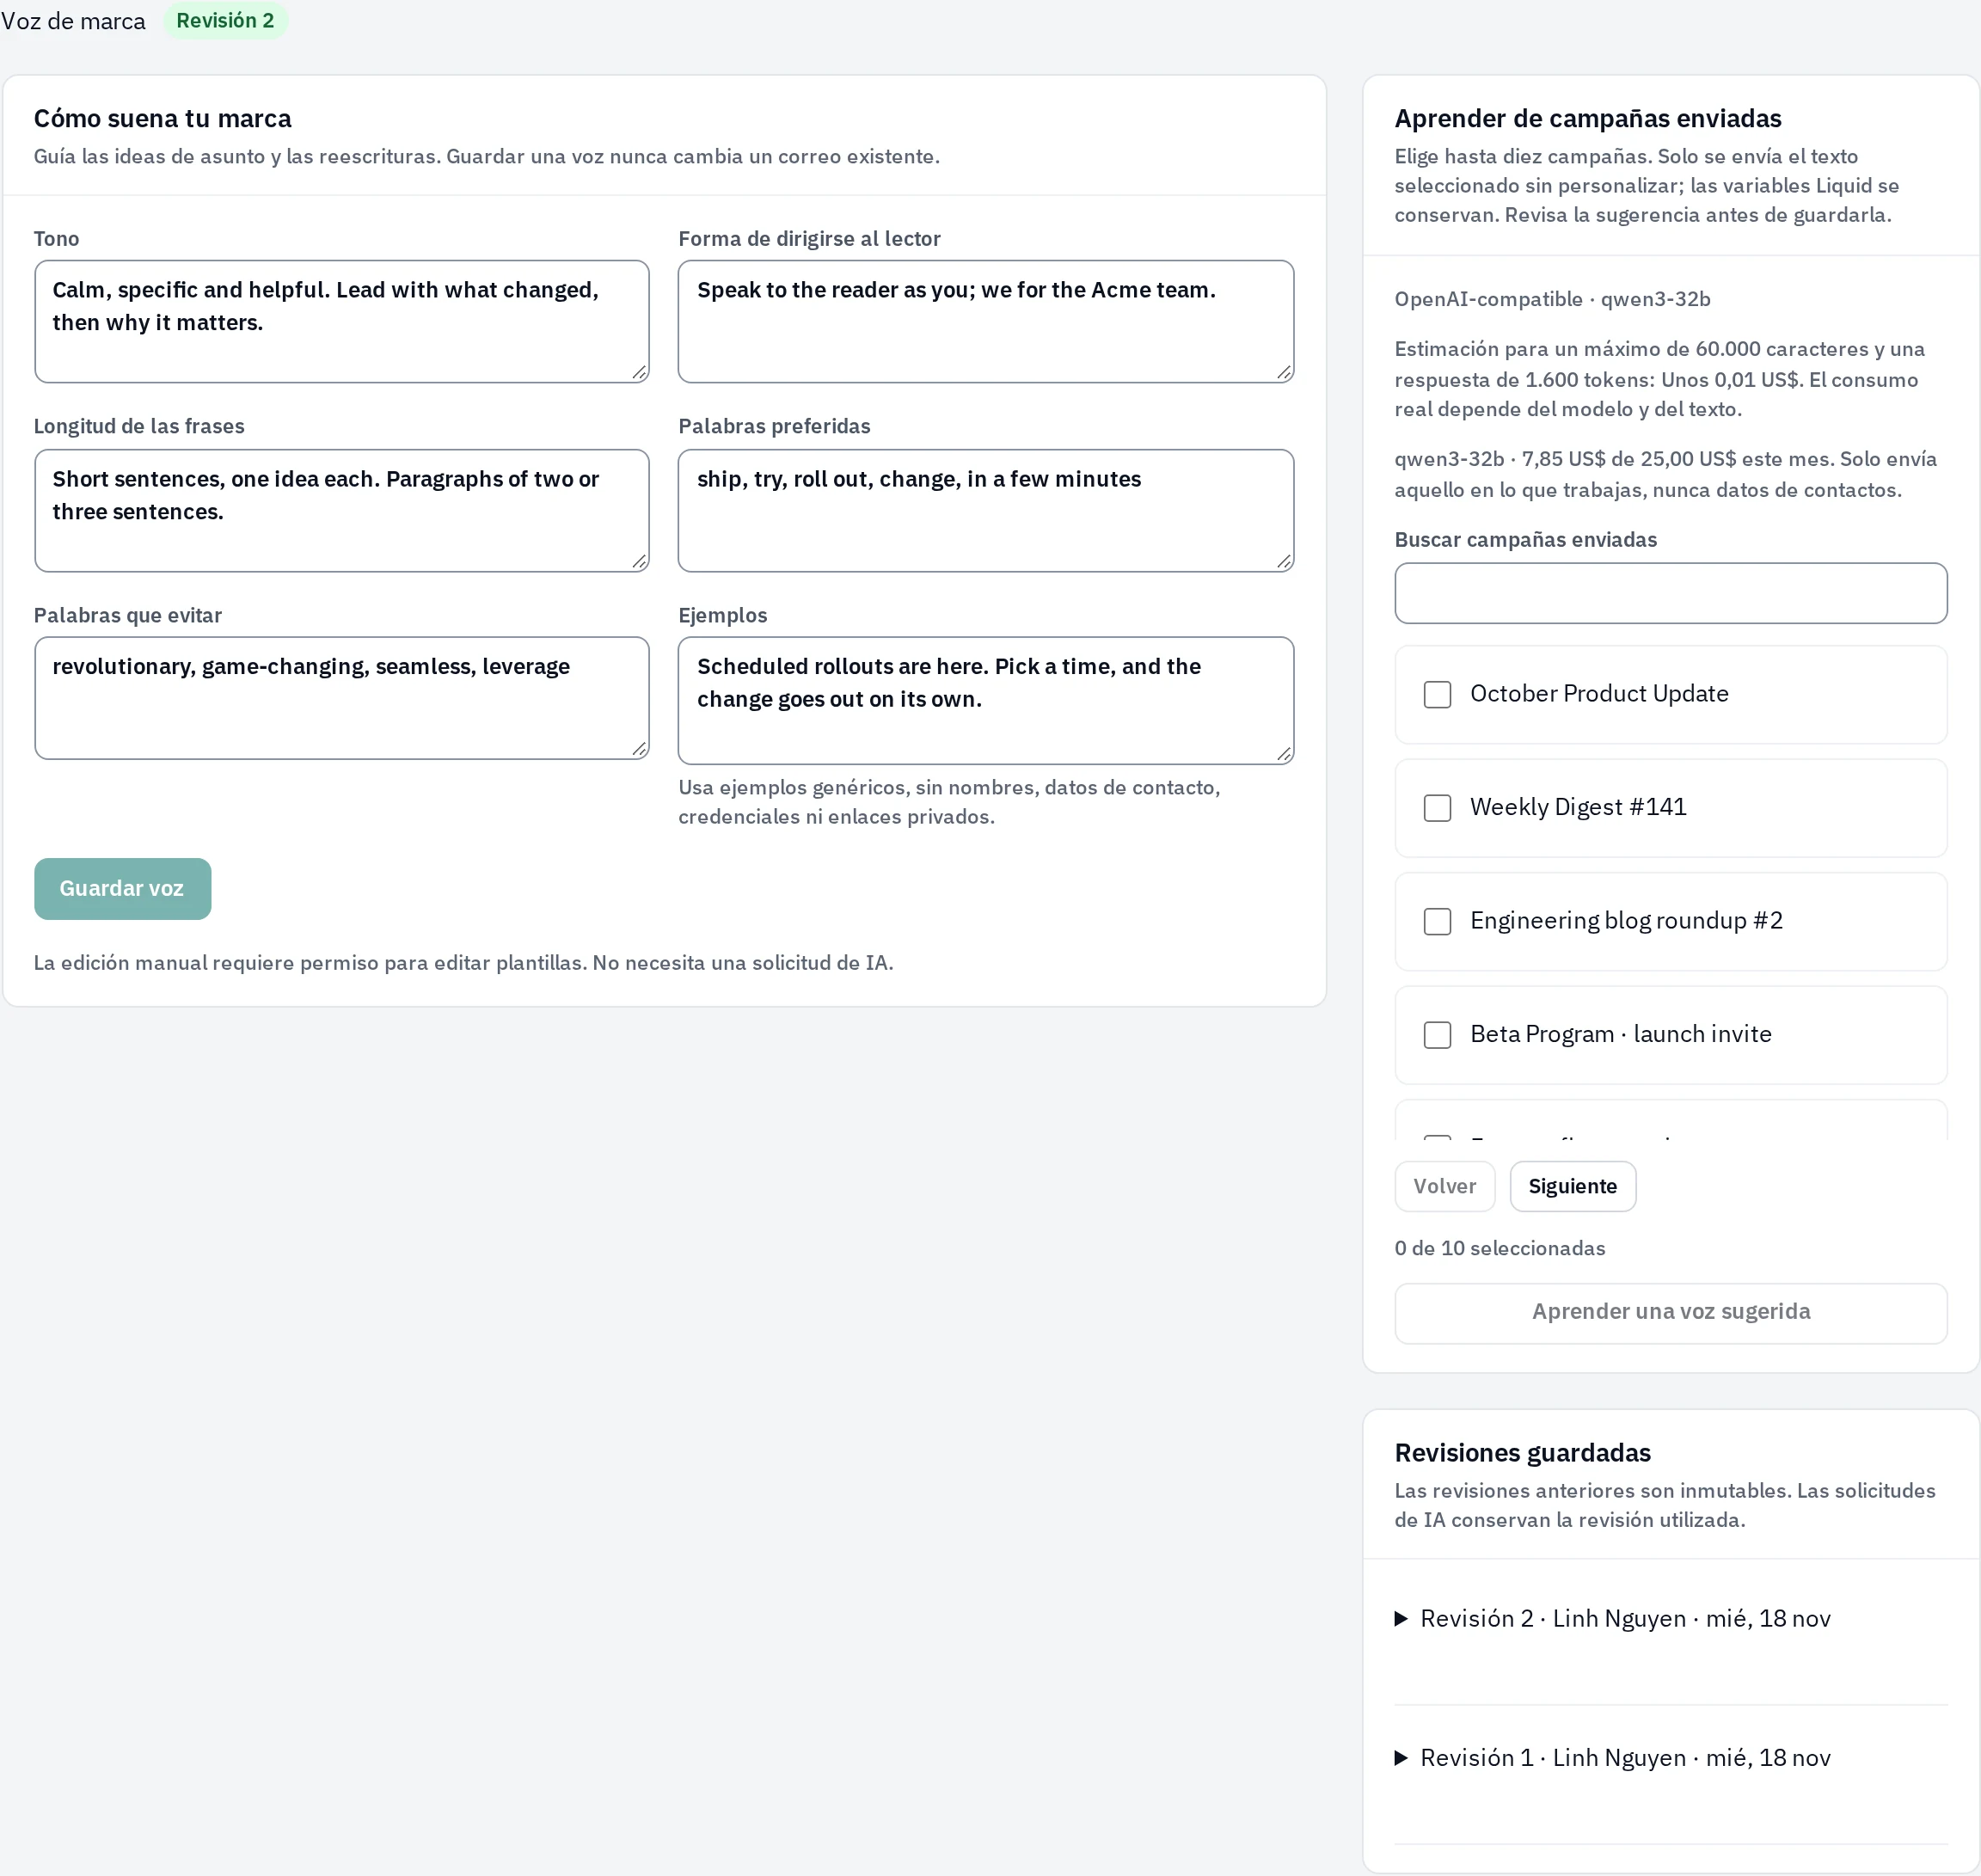 Voz de marca
Revisión 2
Cómo suena tu marca
Guía las ideas de asunto y las reescrituras. Guardar una voz nunca cambia un correo existente.
Tono
Calm, specific and helpful. Lead with what changed,
then why it matters.
Forma de dirigirse al lector
Speak to the reader as you; we for the Acme team.
Longitud de las frases
Short sentences, one idea each. Paragraphs of two or
three sentences.
Palabras preferidas
ship, try, roll out, change, in a few minutes
Palabras que evitar
revolutionary, game-changing, seamless, leverage
Ejemplos
Scheduled rollouts are here. Pick a time, and the
change goes out on its own.
Usa ejemplos genéricos, sin nombres, datos de contacto,
credenciales ni enlaces privados.
Guardar voz
La edición manual requiere permiso para editar plantillas. No necesita una solicitud de IA.
Aprender de campañas enviadas
Elige hasta diez campañas. Solo se envía el texto
seleccionado sin personalizar; las variables Liquid se
conservan. Revisa la sugerencia antes de guardarla.
OpenAI-compatible · qwen3-32b
Estimación para un máximo de 60.000 caracteres y una
respuesta de 1.600 tokens: Unos 0,01 US$. El consumo
real depende del modelo y del texto.
qwen3-32b · 7,85 US$ de 25,00 US$ este mes. Solo envía
aquello en lo que trabajas, nunca datos de contactos.
Buscar campañas enviadas
October Product Update
Weekly Digest #141
Engineering blog roundup #2
Beta Program · launch invite
Volver
Siguiente
0 de 10 seleccionadas
Aprender una voz sugerida
Revisiones guardadas
Las revisiones anteriores son inmutables. Las solicitudes
de IA conservan la revisión utilizada.
Revisión 2 · Linh Nguyen · mié, 18 nov
Revisión 1 · Linh Nguyen · mié, 18 nov